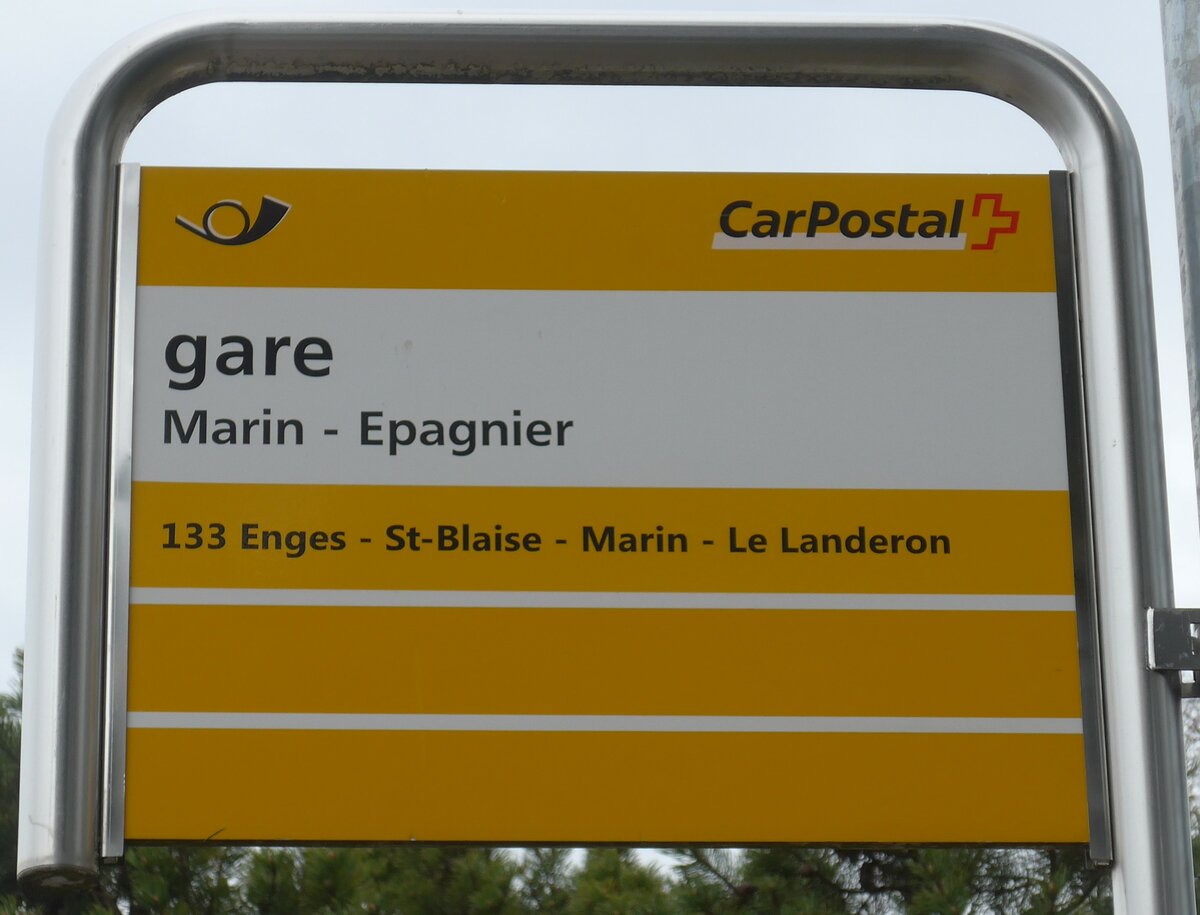 CarPostal
gare
Marin - Epagnier
133 Enges - St-Blaise - Marin - Le Landeron